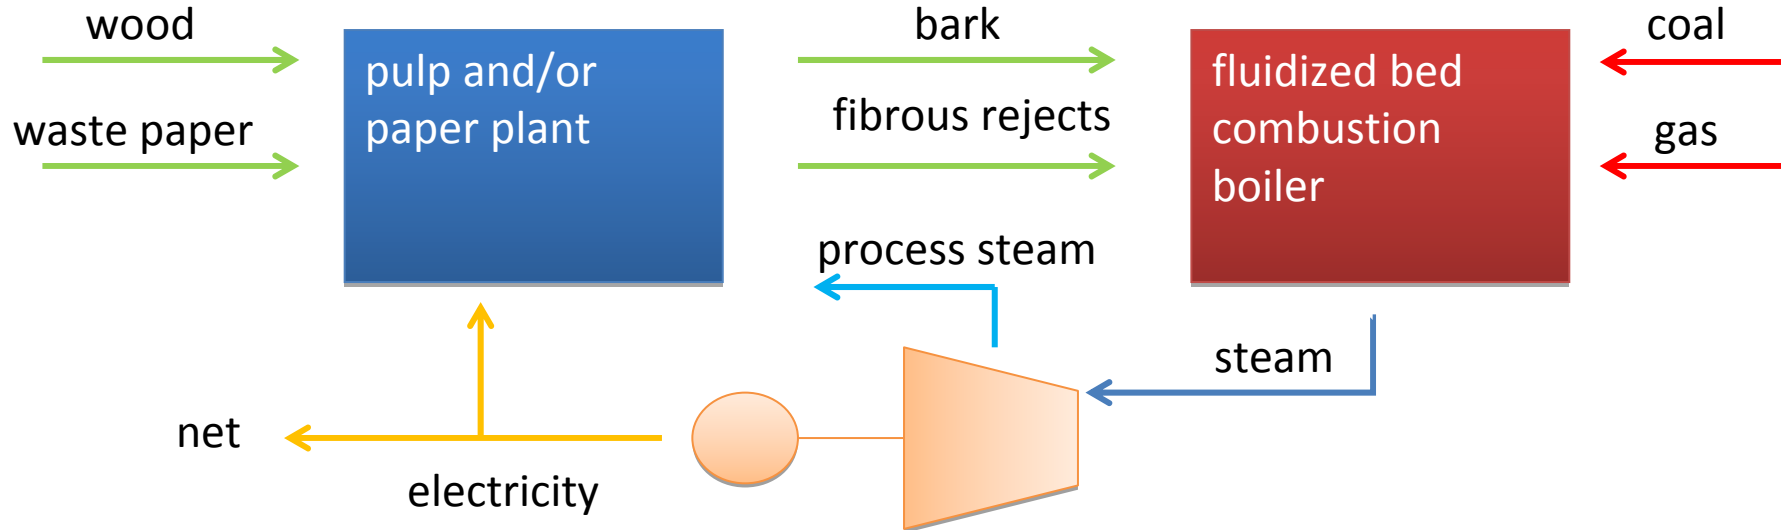 wood
waste paper
pulp and/or
paper plant
bark
fibrous rejects
process steam
fluidized bed
combustion
boiler
coal
gas
steam
net
electricity